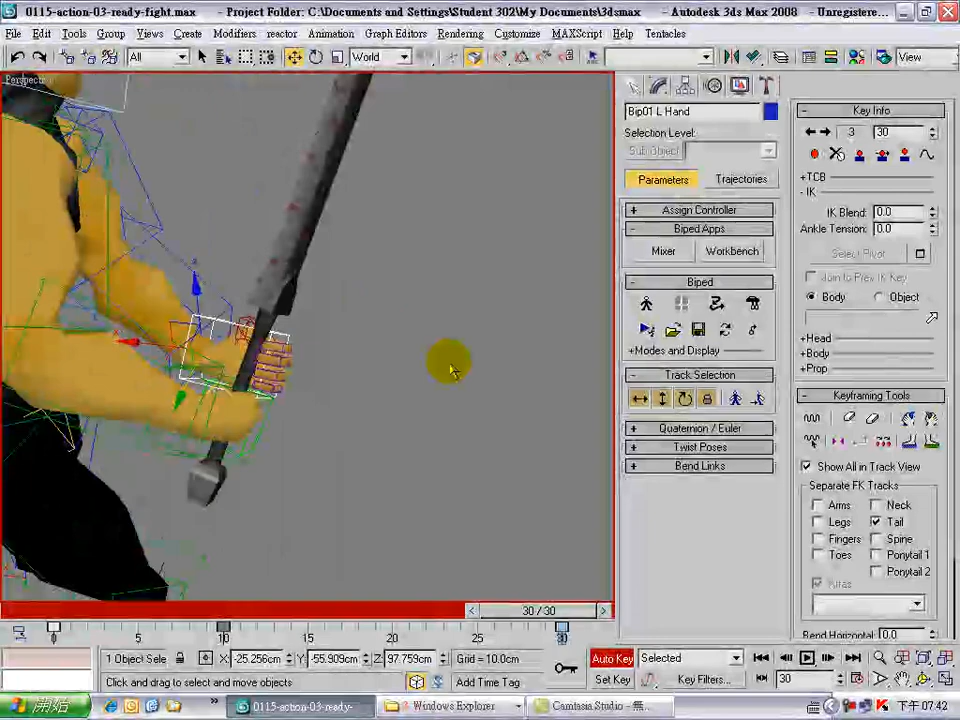 0115-action-03-ready-fight.max - Project Folder: C:\Documents and Settings\Student 302\My Documents\3dsmax - Autodesk 3ds Max 2008 - Unregistere...
File Edit Tools Group Views Create Modifiers reactor Animation Graph Editors Rendering Customize MAXScript Help Tentacles
All World View
Perspective
Bip01 L Hand
Selection Level:
Sub-Object
Parameters Trajectories
+ Assign Controller
- Biped Apps
Mixer Workbench
- Biped
+Modes and Display
- Track Selection
+ Quaternion / Euler
+ Twist Poses
+ Bend Links
- Key Info
3 30
+TCB
- IK
IK Blend: 0.0
Ankle Tension: 0.0
Select Pivot
Join to Prev IK Key
Body Object
+Head
+Body
+Prop
- Keyframing Tools
Show All in Track View
Separate FK Tracks
Arms Neck
Legs Tail
Fingers Spine
Toes Ponytail 1
Ponytail 2
Xtras
Bend Horizontal: 0.0
< 30 / 30 >
0 5 10 15 20 25 30
1 Object Sele X: -25.256cm Y: -55.909cm Z: 97.759cm Grid = 10.0cm Auto Key Selected
Click and drag to select and move objects Add Time Tag Set Key Key Filters... 30
開始 0115-action-03-ready- Windows Explorer Camtasia Studio - 無... 下午 07:42